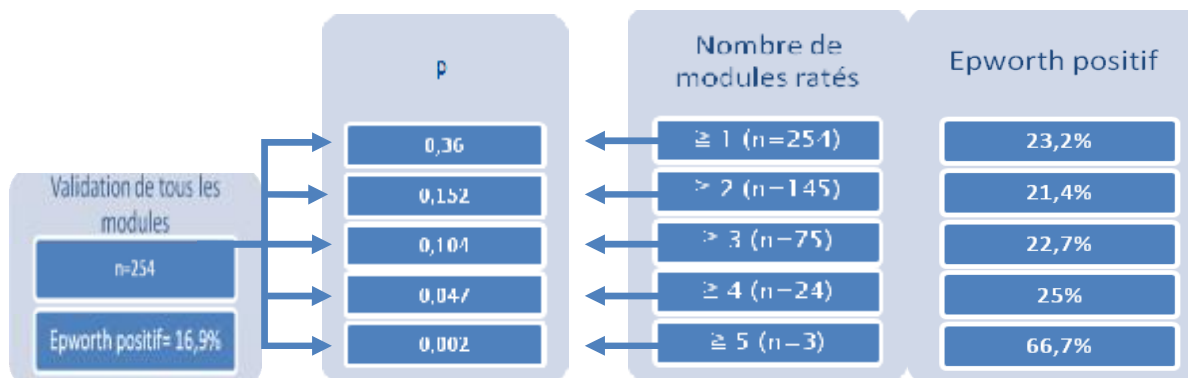 Validation de tous les
modules
n=254
Epworth positif= 16,9%
p
0,36
0,152
0,104
0,047
0,002
Nombre de
modules ratés
≧ 1 (n=254)
≥ 2 (n=145)
≥ 3 (n=75)
≥ 4 (n=24)
≧ 5 (n=3)
Epworth positif
23,2%
21,4%
22,7%
25%
66,7%